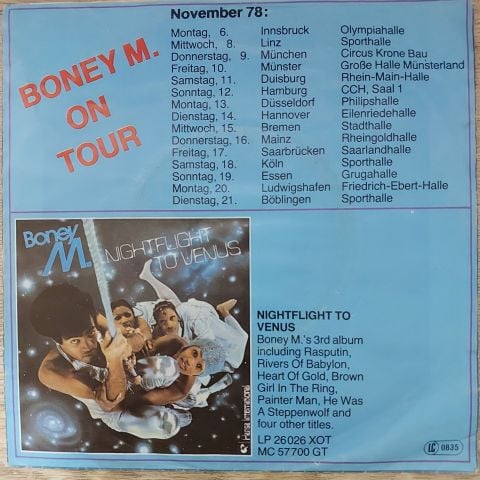 BONEY M.
ON
TOUR
November 78:
Montag, 6. Innsbruck Olympiahalle
Mittwoch, 8. Linz Sporthalle
Donnerstag, 9. München Circus Krone Bau
Freitag, 10. Münster Große Halle Münsterland
Samstag, 11. Duisburg Rhein-Main-Halle
Sonntag, 12. Hamburg CCH, Saal 1
Montag, 13. Düsseldorf Philipshalle
Dienstag, 14. Hannover Eilenriedehalle
Mittwoch, 15. Bremen Stadthalle
Donnerstag, 16. Mainz Rheingoldhalle
Freitag, 17. Saarbrücken Saarlandhalle
Samstag, 18. Köln Sporthalle
Sonntag, 19. Essen Grugahalle
Montag, 20. Ludwigshafen Friedrich-Ebert-Halle
Dienstag, 21. Böblingen Sporthalle
Boney
M.
NIGHTFLIGHT
TO VENUS
NIGHTFLIGHT TO
VENUS
Boney M.'s 3rd album
including Rasputin,
Rivers Of Babylon,
Heart Of Gold, Brown
Girl In The Ring,
Painter Man, He Was
A Steppenwolf and
four other titles.
LP 26026 XOT
MC 57700 GT
LC 0835